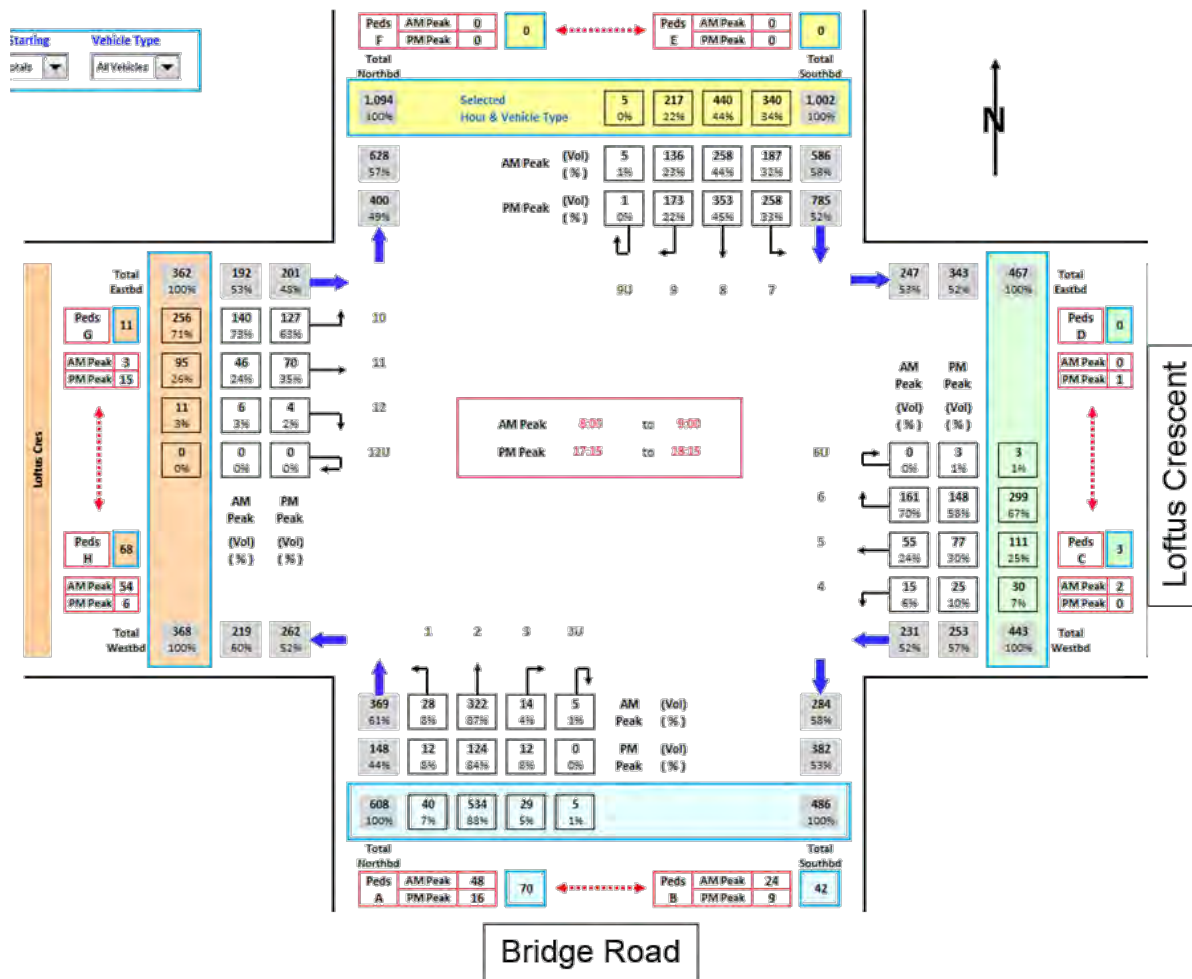 Starting Vehicle Type
otals All Vehicles
Peds F AM Peak 0 PM Peak 0 0
Peds E AM Peak 0 PM Peak 0 0
Total Northbd
Total Southbd
1,094 100% Selected Hour & Vehicle Type 5 0% 217 22% 440 44% 340 34% 1,002 100%
628 57% AM Peak (Vol) (%) 5 1% 136 23% 258 44% 187 32% 586 58%
400 49% PM Peak (Vol) (%) 1 0% 173 22% 353 45% 258 33% 785 52%
N
9U 9 8 7
Total Eastbd 362 100% 192 53% 201 48%
Peds G 11 256 71% 140 73% 127 63% 10
AM Peak 3 PM Peak 15 95 26% 46 24% 70 35% 11
11 3% 6 3% 4 2% 12
0 0% 0 0% 0 0% 12U
AM Peak (Vol) (%) PM Peak (Vol) (%)
Loftus Cres
Peds H 68
AM Peak 54
PM Peak 6
Total Westbd 368 100% 219 60% 262 52%
AM Peak 8:00 to 9:00
PM Peak 17:15 to 18:15
247 53% 343 52% 467 100% Total Eastbd
Peds D 0
AM Peak 0
PM Peak 1
AM Peak (Vol) (%) PM Peak (Vol) (%)
6U 0 0% 3 1% 3 1%
6 161 70% 148 58% 299 67%
5 55 24% 77 30% 111 25%
4 15 6% 25 10% 30 7%
Peds C 3
AM Peak 2
PM Peak 0
231 52% 253 57% 443 100% Total Westbd
Loftus Crescent
1 2 3 3U
369 61% 28 8% 322 87% 14 4% 5 1% AM Peak (Vol) (%) 284 58%
148 44% 12 8% 124 84% 12 8% 0 0% PM Peak (Vol) (%) 382 53%
608 100% 40 7% 534 88% 29 5% 5 1% 486 100%
Total Northbd
Total Southbd
Peds A AM Peak 48 PM Peak 16 70
Peds B AM Peak 24 PM Peak 9 42
Bridge Road